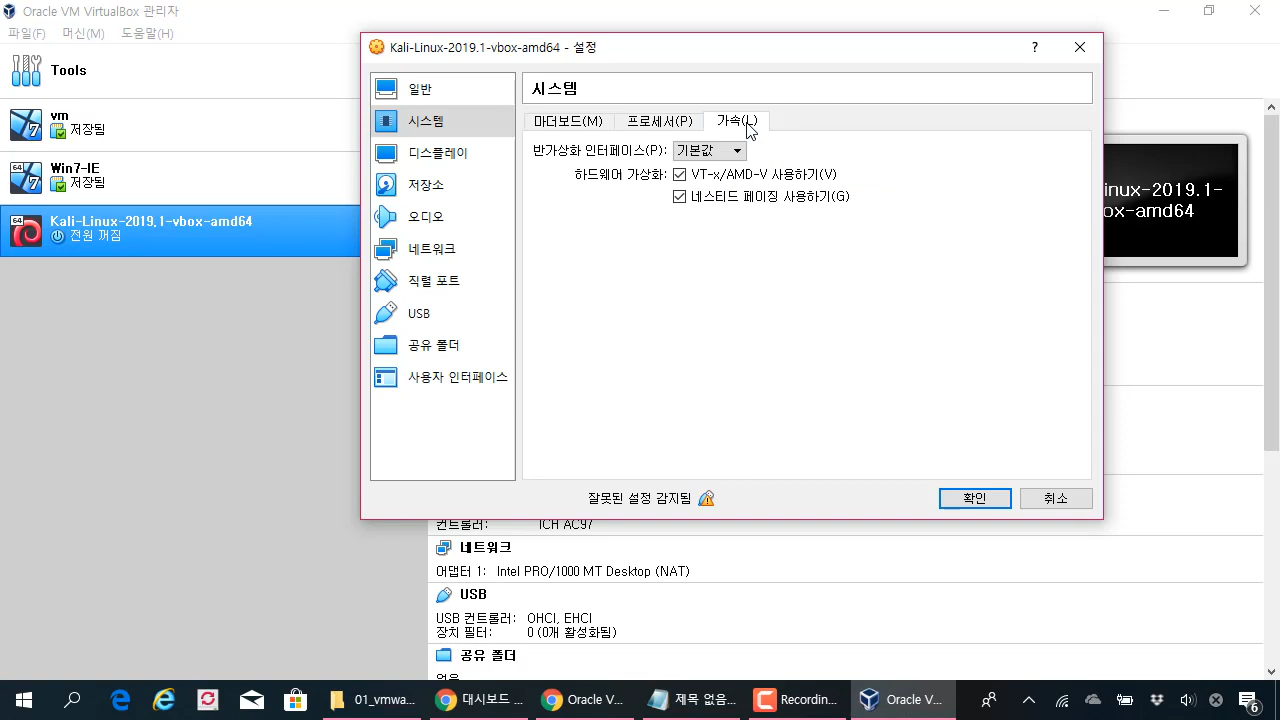 Oracle VM VirtualBox 관리자
파일(F) 머신(M) 도움말(H)
Tools
vm
저장됨
Win7-IE
저장됨
64
Kali-Linux-2019.1-vbox-amd64
전원 꺼짐
Kali-Linux-2019.1-vbox-amd64 - 설정
?
일반
시스템
디스플레이
저장소
오디오
네트워크
직렬 포트
USB
공유 폴더
사용자 인터페이스
시스템
마더보드(M) 프로세서(P) 가속(L)
반가상화 인터페이스(P): 기본값
하드웨어 가상화: VT-x/AMD-V 사용하기(V)
네스티드 페이징 사용하기(G)
잘못된 설정 감지됨
확인 취소
inux-2019.1-
box-amd64
컨트롤러: ICH AC97
네트워크
어댑터 1: Intel PRO/1000 MT Desktop (NAT)
USB
USB 컨트롤러: OHCI, EHCI
장치 필터: 0 (0개 활성화됨)
공유 폴더
01_vmwa...
대시보드 ...
Oracle V...
제목 없음...
Recording...
Oracle V...
6